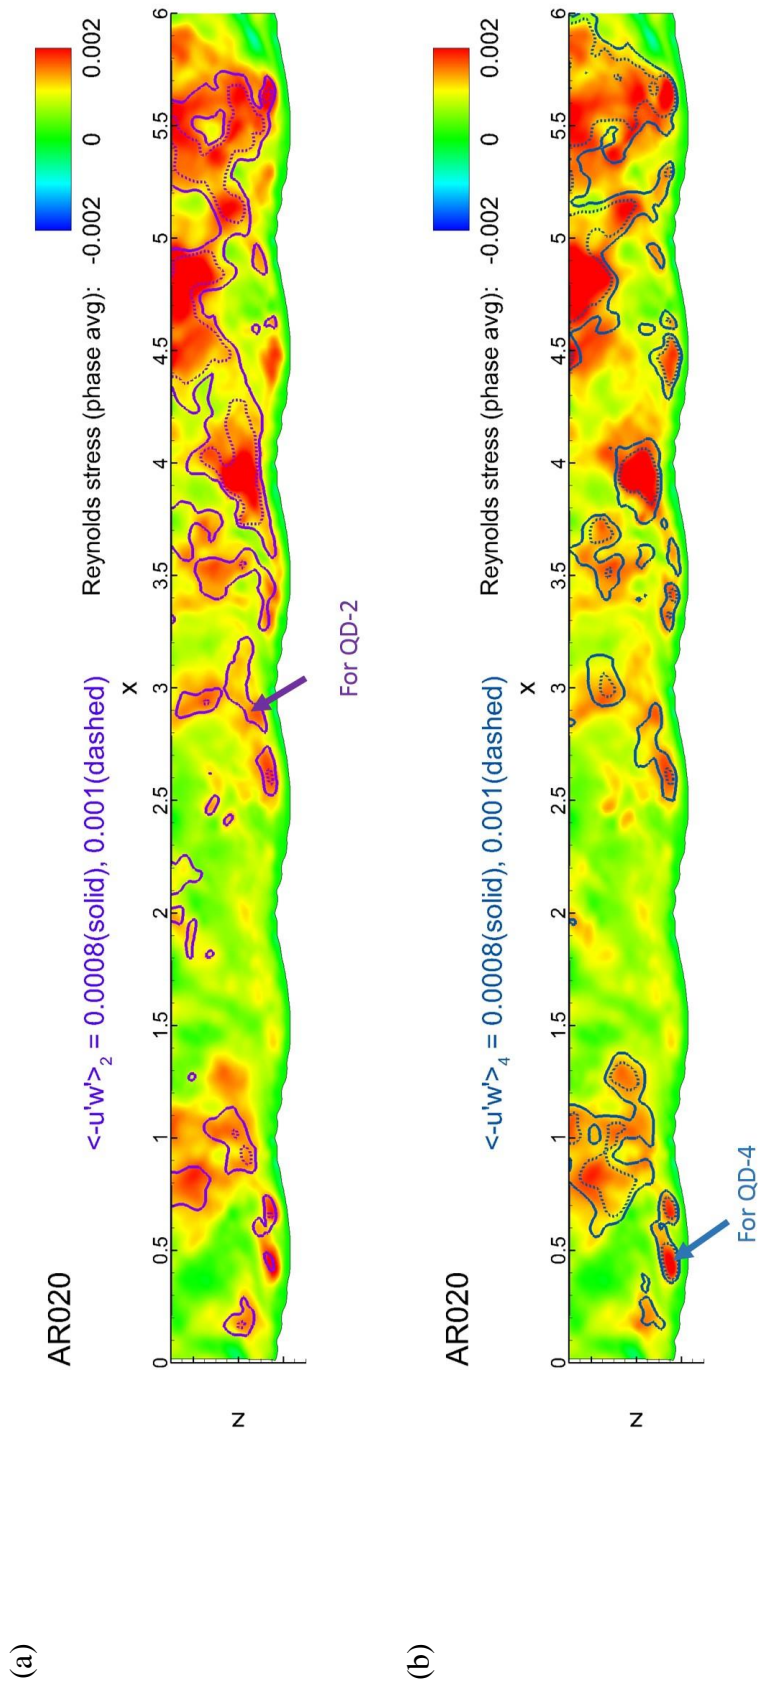 (a)
AR020
<-u'w'>2 = 0.0008(solid), 0.001(dashed)
Reynolds stress (phase avg): -0.002 0 0.002
x
0 0.5 1 1.5 2 2.5 3 3.5 4 4.5 5 5.5 6
z
For QD-2
(b)
AR020
<-u'w'>4 = 0.0008(solid), 0.001(dashed)
Reynolds stress (phase avg): -0.002 0 0.002
x
0 0.5 1 1.5 2 2.5 3 3.5 4 4.5 5 5.5 6
z
For QD-4